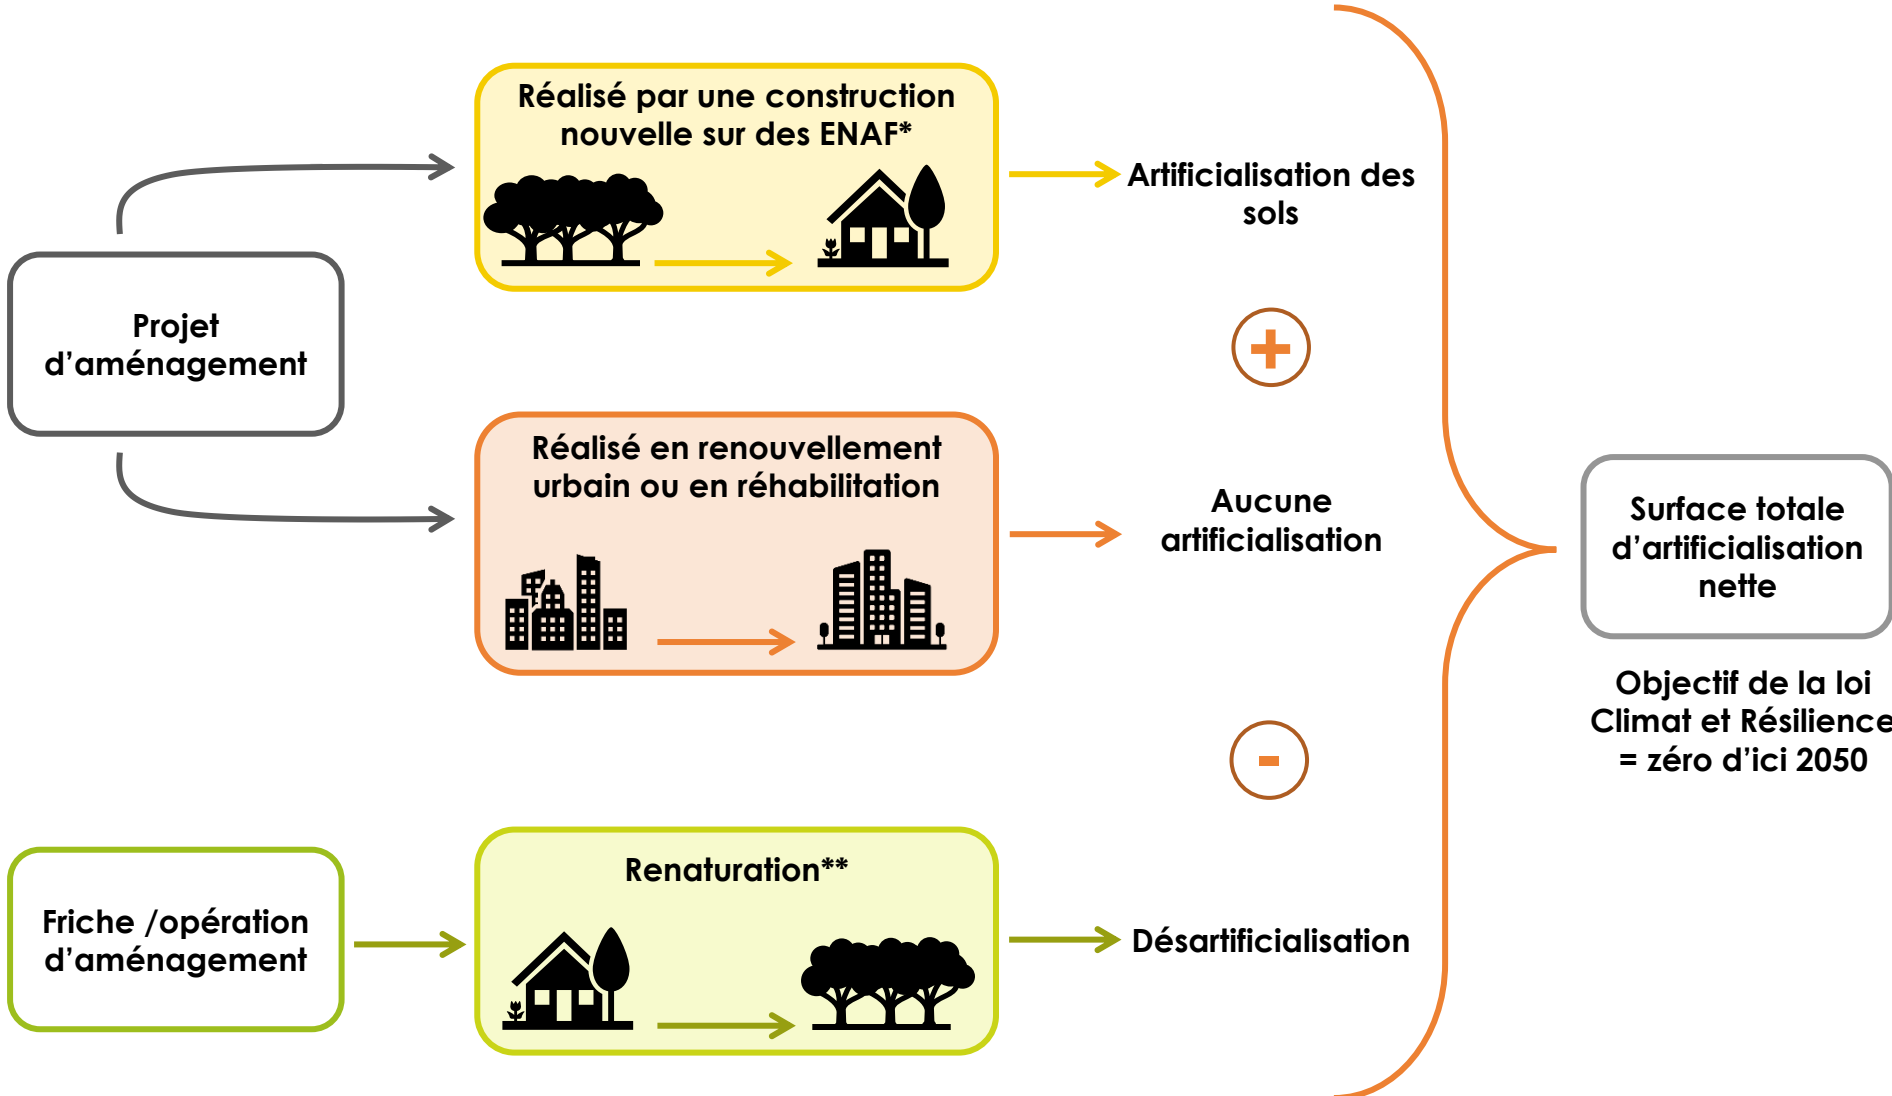 Réalisé par une construction
nouvelle sur des ENAF*
Artificialisation des
sols
Projet
d’aménagement
+
Réalisé en renouvellement
urbain ou en réhabilitation
Aucune
artificialisation
Surface totale
d’artificialisation
nette
Objectif de la loi
Climat et Résilience
= zéro d’ici 2050
-
Renaturation**
Friche /opération
d’aménagement
Désartificialisation